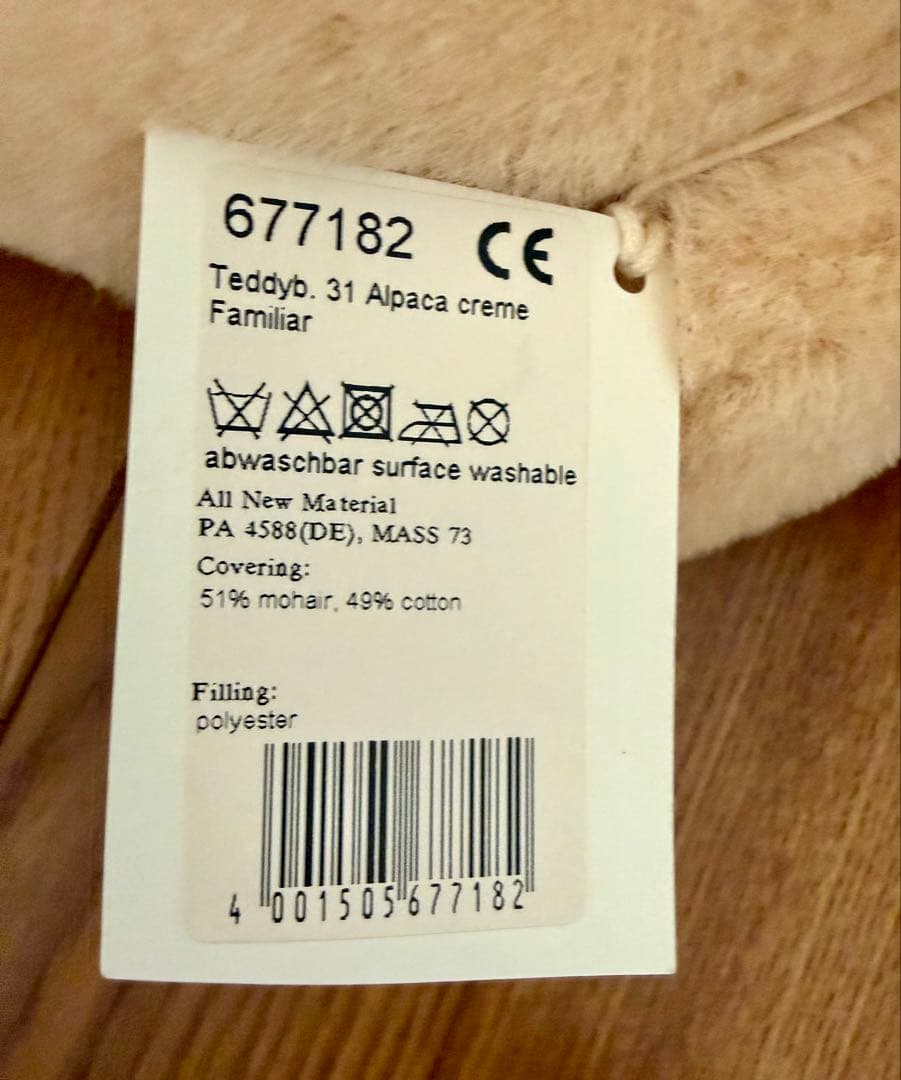 677182 CE
Teddyb. 31 Alpaca creme
Familiar
abwaschbar surface washable
All New Material
PA 4588(DE), MASS 73
Covering:
51% mohair, 49% cotton
Filling:
polyester
4 001505 677182